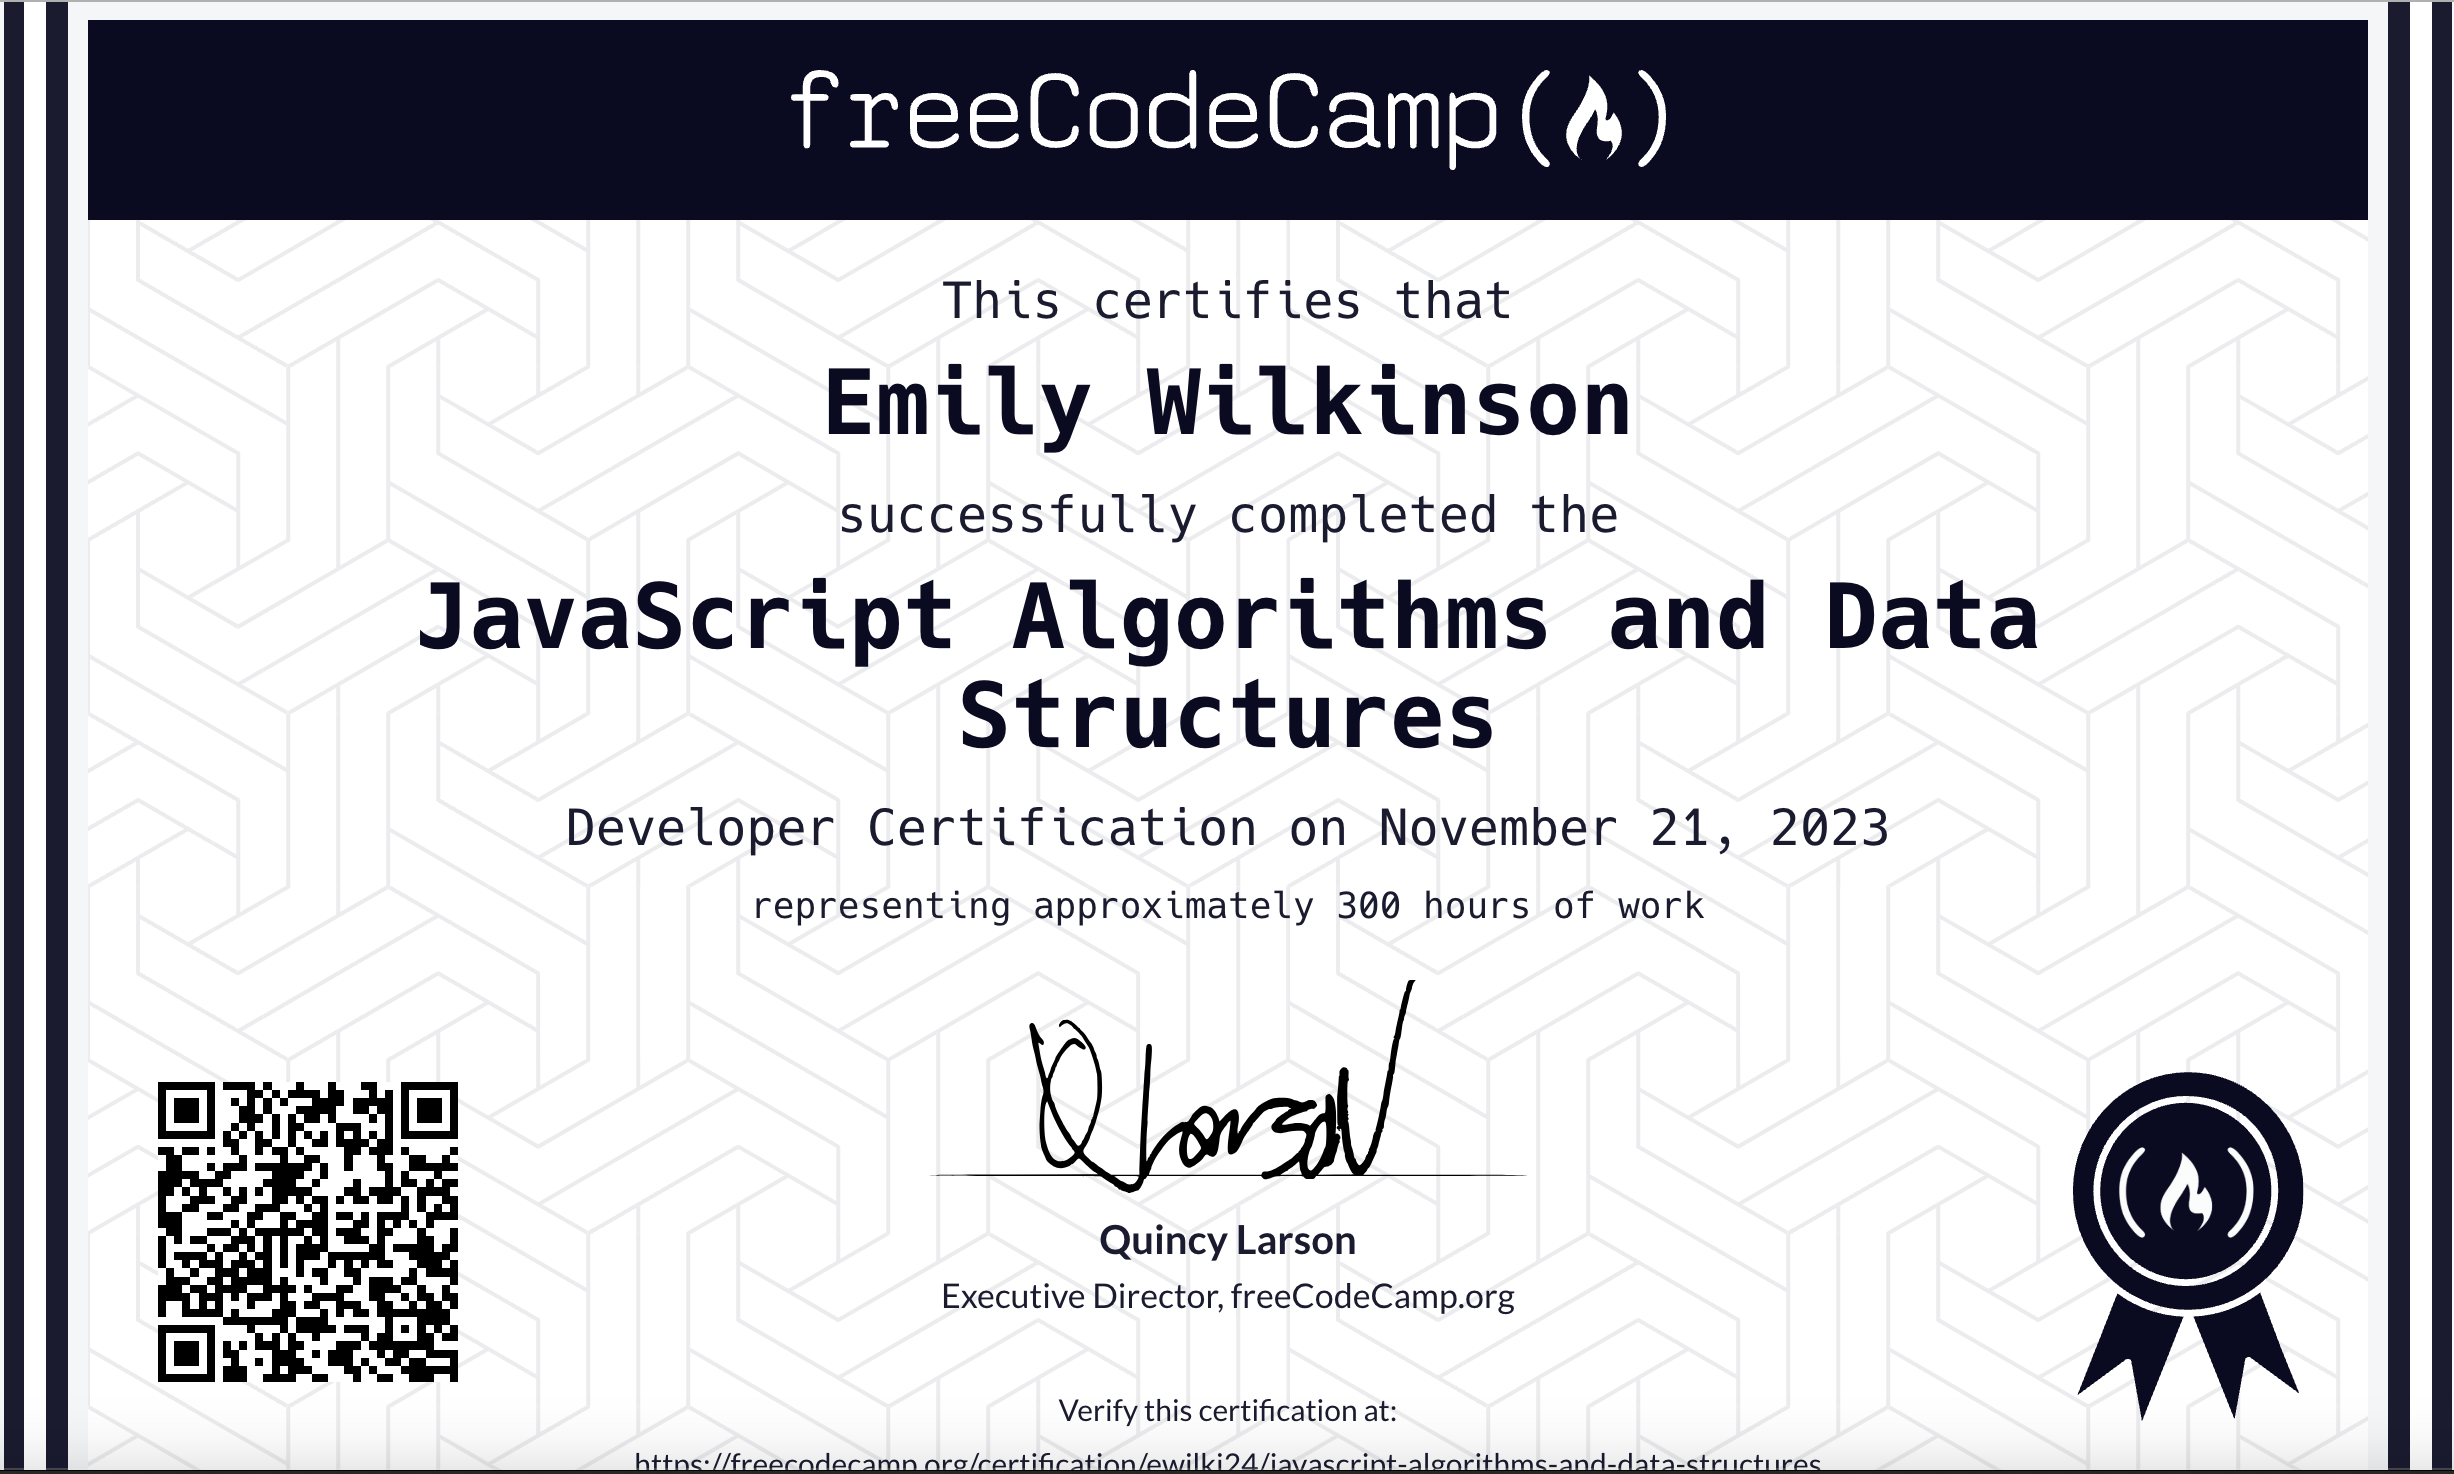 freeCodeCamp
This certifies that
Emily Wilkinson
successfully completed the
JavaScript Algorithms and Data
Structures
Developer Certification on November 21, 2023
representing approximately 300 hours of work
Quincy Larson
Executive Director, freeCodeCamp.org
Verify this certification at:
https://freecodecamp.org/certification/ewilki24/javascript-algorithms-and-data-structures